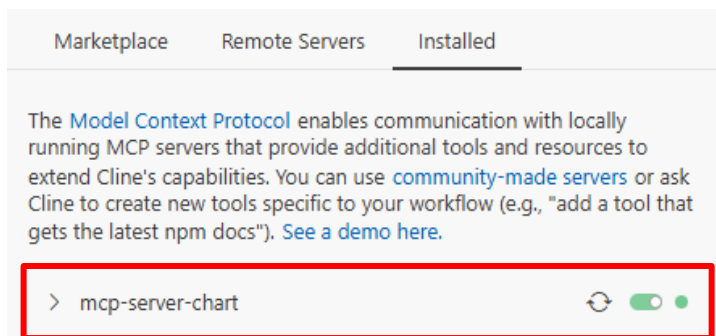 Marketplace Remote Servers Installed
The Model Context Protocol enables communication with locally
running MCP servers that provide additional tools and resources to
extend Cline's capabilities. You can use community-made servers or ask
Cline to create new tools specific to your workflow (e.g., "add a tool that
gets the latest npm docs"). See a demo here.
mcp-server-chart